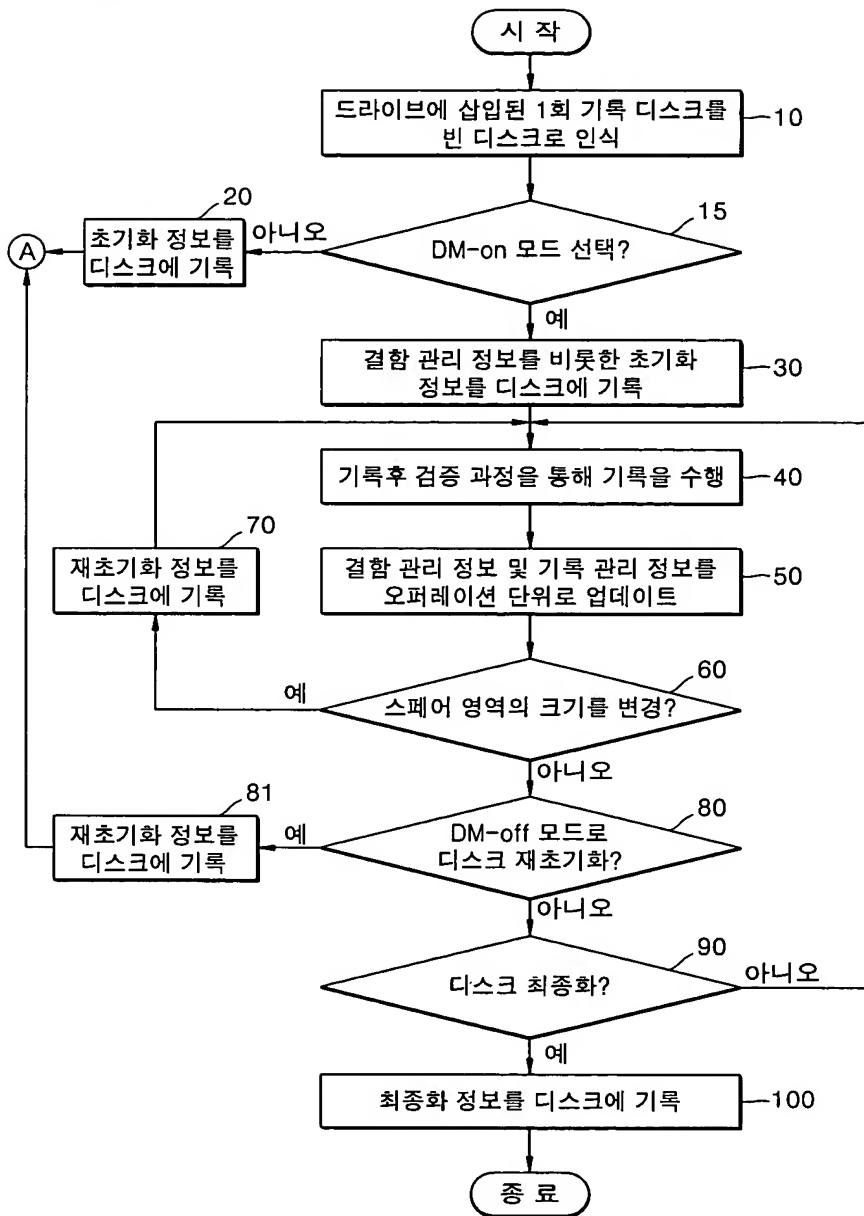 시 작
드라이브에 삽입된 1회 기록 디스크를
빈 디스크로 인식
10
15
DM-on 모드 선택?
아니오
20
초기화 정보를
디스크에 기록
A
예
결함 관리 정보를 비롯한 초기화
정보를 디스크에 기록
30
기록후 검증 과정을 통해 기록을 수행
40
70
재초기화 정보를
디스크에 기록
결함 관리 정보 및 기록 관리 정보를
오퍼레이션 단위로 업데이트
50
60
예
스페어 영역의 크기를 변경?
아니오
81
재초기화 정보를
디스크에 기록
예
80
DM-off 모드로
디스크 재초기화?
아니오
90
디스크 최종화?
아니오
예
최종화 정보를 디스크에 기록
100
종 료